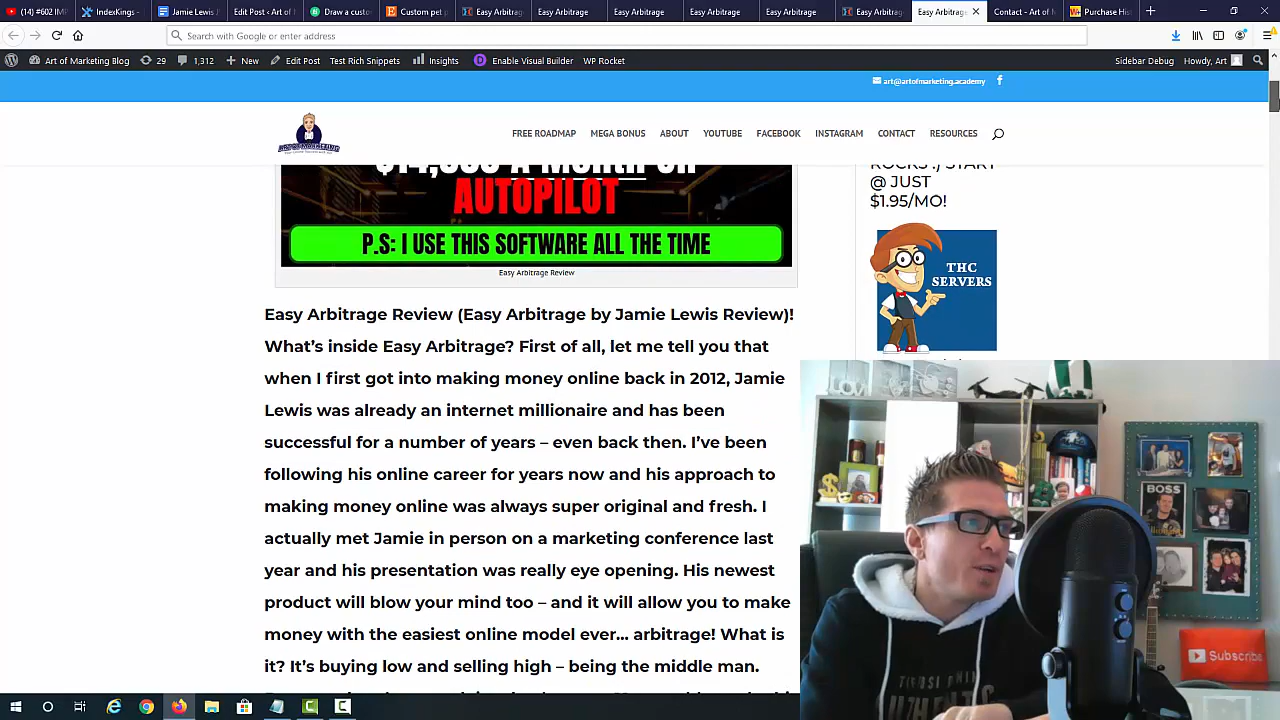 (14) #602 IM
IndexKings -
Jamie Lewis
Edit Post ‹ Art of
Draw a custo
Custom pet p
Easy Arbitrag
Easy Arbitrage
Easy Arbitrage
Easy Arbitrage
Easy Arbitrage
Easy Arbitrag
Easy Arbitrag
Contact - Art of M
Purchase His
Search with Google or enter address
Art of Marketing Blog
29
1,312
New
Edit Post
Test Rich Snippets
Insights
Enable Visual Builder
WP Rocket
Sidebar Debug
Howdy, Art
art@artofmarketing.academy
ART OF MARKETING
FREE ROADMAP
MEGA BONUS
ABOUT
YOUTUBE
FACEBOOK
INSTAGRAM
CONTACT
RESOURCES
AUTOPILOT
P.S: I USE THIS SOFTWARE ALL THE TIME
Easy Arbitrage Review
ROCKS :) START
@ JUST
$1.95/MO!
THC
SERVERS
Easy Arbitrage Review (Easy Arbitrage by Jamie Lewis Review)!
What’s inside Easy Arbitrage? First of all, let me tell you that
when I first got into making money online back in 2012, Jamie
Lewis was already an internet millionaire and has been
successful for a number of years – even back then. I’ve been
following his online career for years now and his approach to
making money online was always super original and fresh. I
actually met Jamie in person on a marketing conference last
year and his presentation was really eye opening. His newest
product will blow your mind too – and it will allow you to make
money with the easiest online model ever… arbitrage! What is
it? It’s buying low and selling high – being the middle man.
BOSS
Subscribe